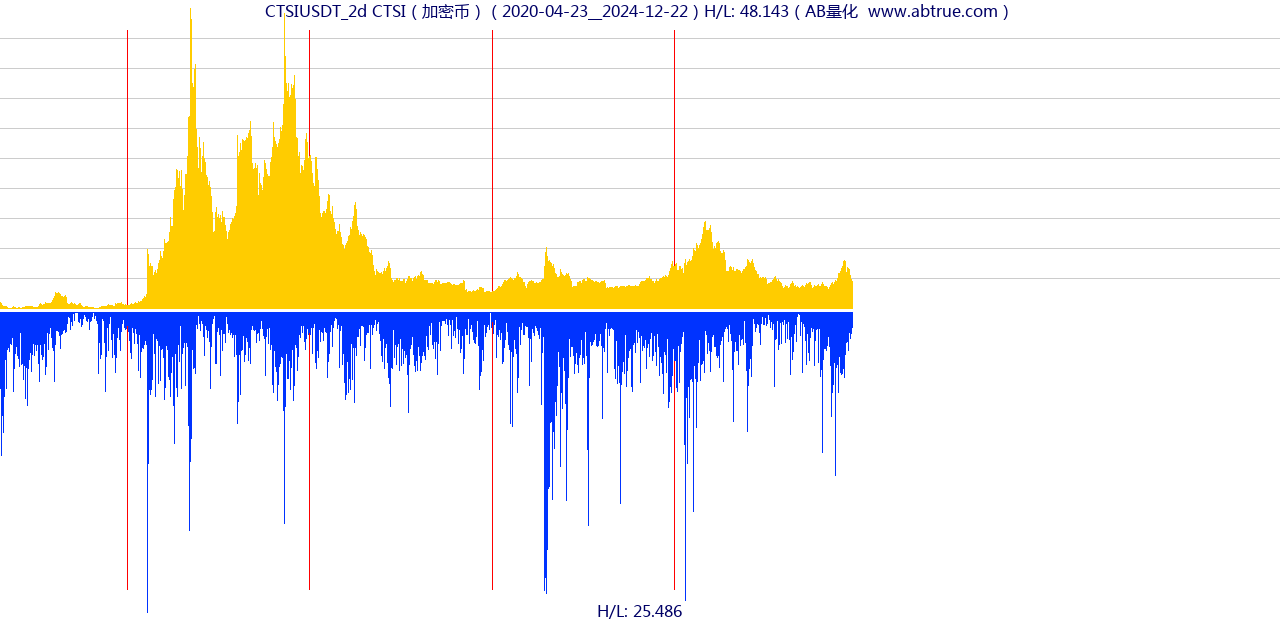 CTSIUSDT_2d CTSI（加密币）（2020-04-23__2024-12-22）H/L: 48.143（AB量化  www.abtrue.com）
H/L: 25.486